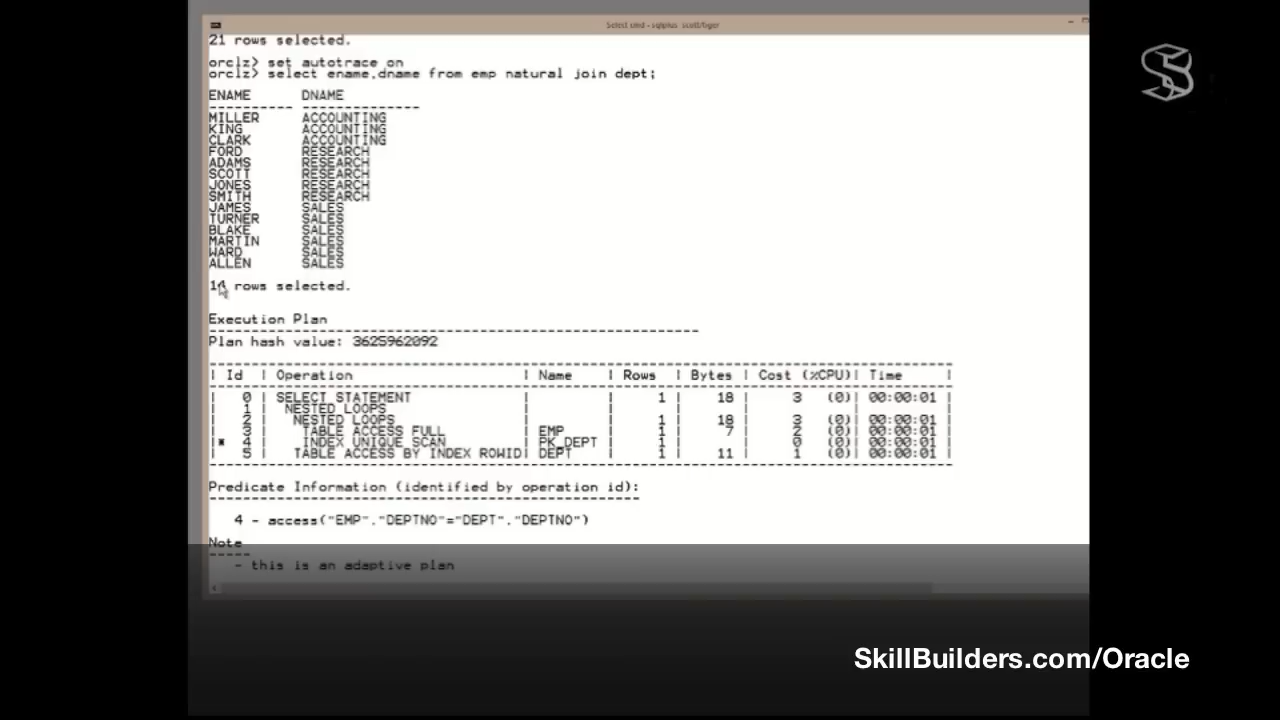 Select cmd - sqlplus scott/tiger
21 rows selected.
orclz> set autotrace on
orclz> select ename,dname from emp natural join dept;
ENAME DNAME
---------- --------------
MILLER ACCOUNTING
KING ACCOUNTING
CLARK ACCOUNTING
FORD RESEARCH
ADAMS RESEARCH
SCOTT RESEARCH
JONES RESEARCH
SMITH RESEARCH
JAMES SALES
TURNER SALES
BLAKE SALES
MARTIN SALES
WARD SALES
ALLEN SALES
14 rows selected.
Execution Plan
----------------------------------------------------------
Plan hash value: 3625962092
----------------------------------------------------------------------------------------
| Id | Operation | Name | Rows | Bytes | Cost (%CPU)| Time |
----------------------------------------------------------------------------------------
| 0 | SELECT STATEMENT | | 1 | 18 | 3 (0)| 00:00:01 |
| 1 | NESTED LOOPS | | | | | |
| 2 | NESTED LOOPS | | 1 | 18 | 3 (0)| 00:00:01 |
| 3 | TABLE ACCESS FULL | EMP | 1 | 7 | 2 (0)| 00:00:01 |
|* 4 | INDEX UNIQUE SCAN | PK_DEPT | 1 | | 0 (0)| 00:00:01 |
| 5 | TABLE ACCESS BY INDEX ROWID| DEPT | 1 | 11 | 1 (0)| 00:00:01 |
----------------------------------------------------------------------------------------
Predicate Information (identified by operation id):
---------------------------------------------------
4 - access("EMP"."DEPTNO"="DEPT"."DEPTNO")
Note
-----
- this is an adaptive plan
SkillBuilders.com/Oracle